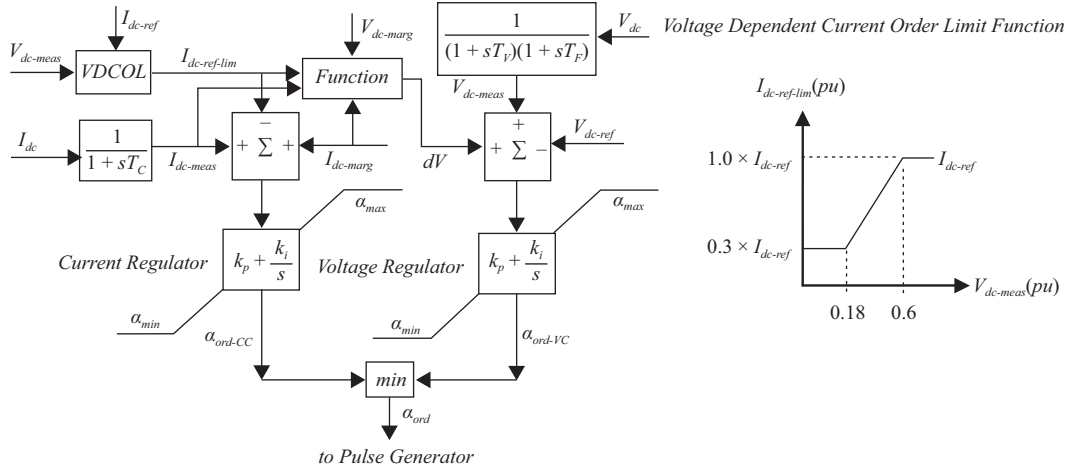 I_dc-ref
V_dc-meas
VDCOL
I_dc-ref-lim
V_dc-marg
Function
1
(1 + sT_V)(1 + sT_F)
V_dc
V_dc-meas
I_dc
1
1 + sT_C
I_dc-meas
−
+ Σ +
I_dc-marg
dV
+
+ Σ −
V_dc-ref
Current Regulator
k_p + k_i
s
α_max
α_min
Voltage Regulator
k_p + k_i
s
α_max
α_min
α_ord-CC
α_ord-VC
min
α_ord
to Pulse Generator
Voltage Dependent Current Order Limit Function
I_dc-ref-lim(pu)
1.0 × I_dc-ref
I_dc-ref
0.3 × I_dc-ref
V_dc-meas(pu)
0.18
0.6